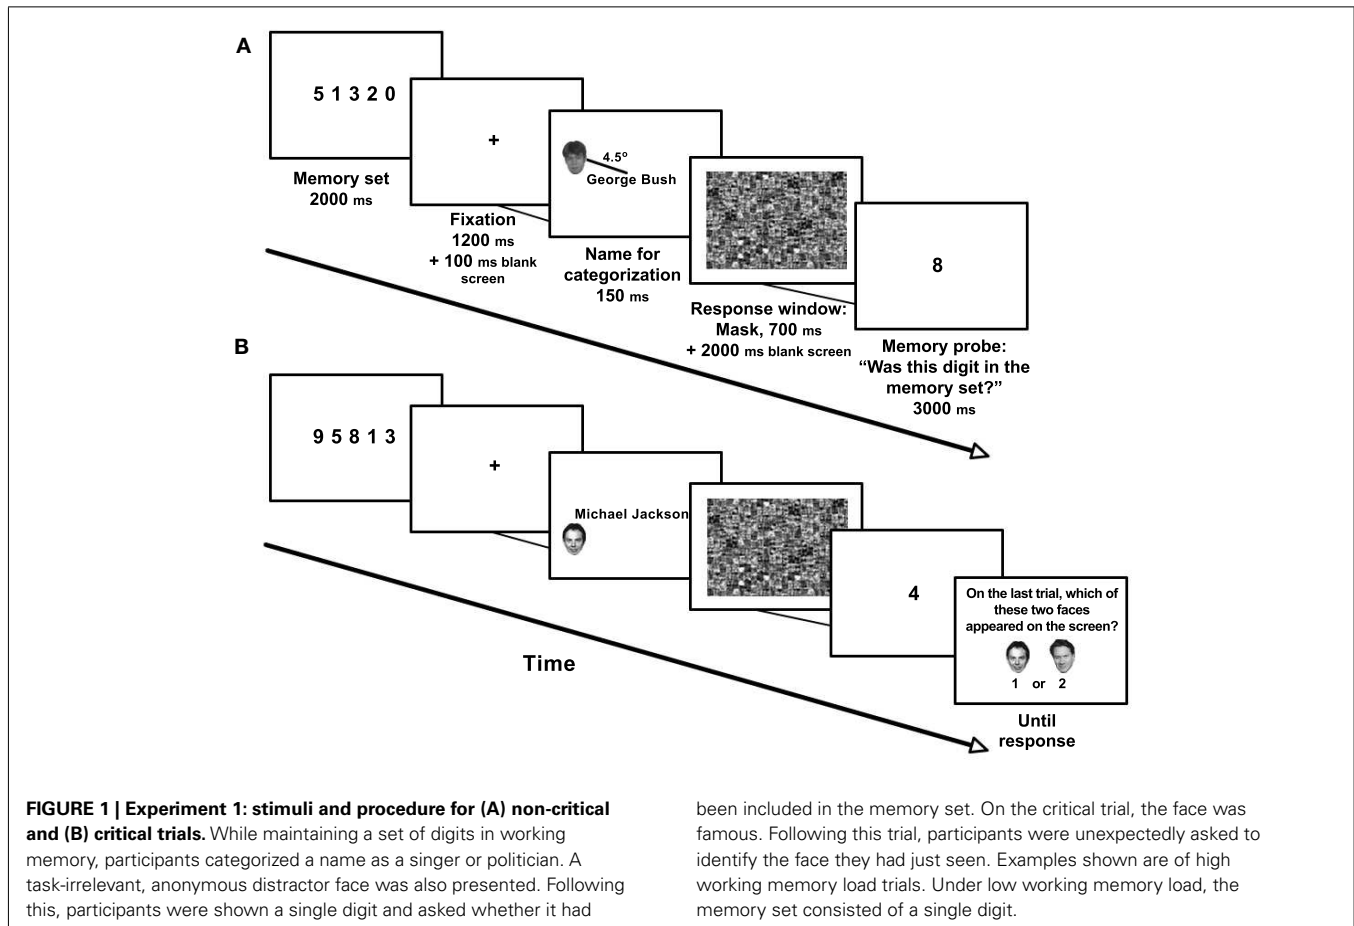 A
5 1 3 2 0
Memory set
2000 ms
+
Fixation
1200 ms
+ 100 ms blank
screen
4.5º
George Bush
Name for
categorization
150 ms
Response window:
Mask, 700 ms
+ 2000 ms blank screen
8
Memory probe:
“Was this digit in the
memory set?”
3000 ms
B
9 5 8 1 3
+
Michael Jackson
4
On the last trial, which of
these two faces
appeared on the screen?
1 or 2
Until
response
Time
FIGURE 1 | Experiment 1: stimuli and procedure for (A) non-critical
and (B) critical trials. While maintaining a set of digits in working
memory, participants categorized a name as a singer or politician. A
task-irrelevant, anonymous distractor face was also presented. Following
this, participants were shown a single digit and asked whether it had
been included in the memory set. On the critical trial, the face was
famous. Following this trial, participants were unexpectedly asked to
identify the face they had just seen. Examples shown are of high
working memory load trials. Under low working memory load, the
memory set consisted of a single digit.